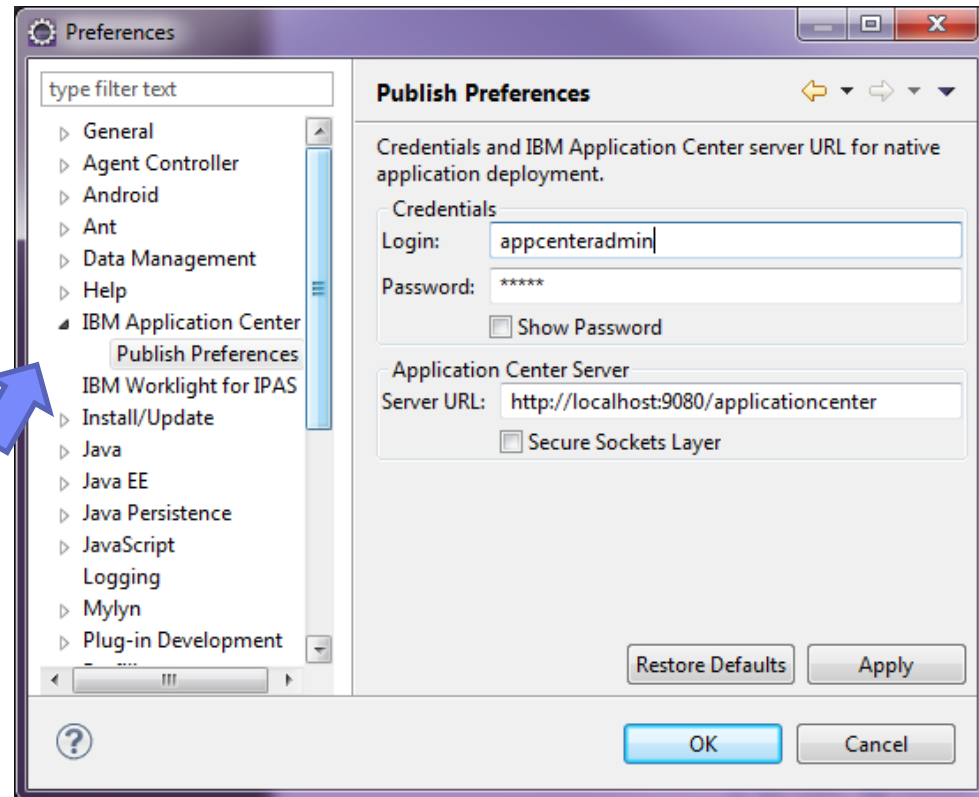 Preferences
type filter text
General
Agent Controller
Android
Ant
Data Management
Help
IBM Application Center
Publish Preferences
IBM Worklight for IPAS
Install/Update
Java
Java EE
Java Persistence
JavaScript
Logging
Mylyn
Plug-in Development
Publish Preferences
Credentials and IBM Application Center server URL for native
application deployment.
Credentials
Login: appcenteradmin
Password: *****
Show Password
Application Center Server
Server URL: http://localhost:9080/applicationcenter
Secure Sockets Layer
Restore Defaults Apply
? OK Cancel